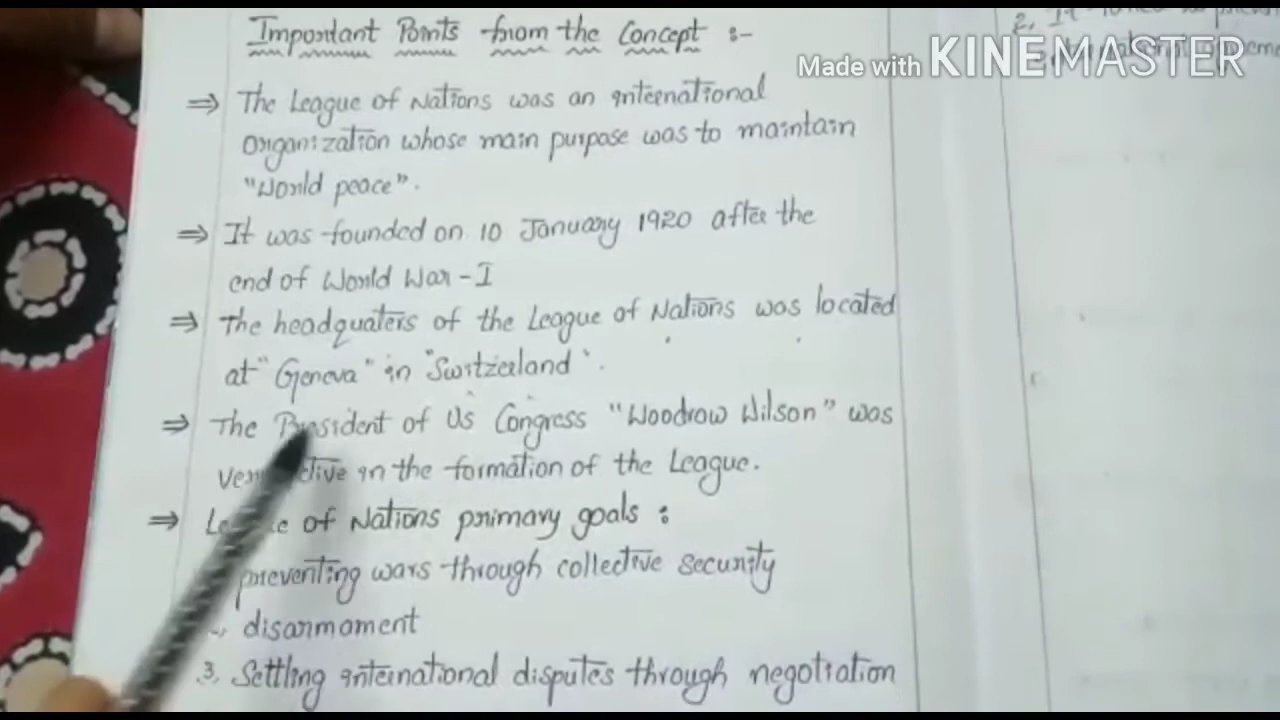 Important Points from the Concept :-
Made with KINEMASTER
⇒ The League of Nations was an international
organization whose main purpose was to maintain
"World peace".
⇒ It was founded on 10 January 1920 after the
end of World War-I
⇒ The headquaters of the League of Nations was located
at "Geneva" in "Switzerland".
⇒ The President of Us Congress "Woodrow Wilson" was
in the formation of the League.
⇒ of Nations primary goals :
preventing wars through collective security
disarmament
3. Settling international disputes through negotiation
2. It